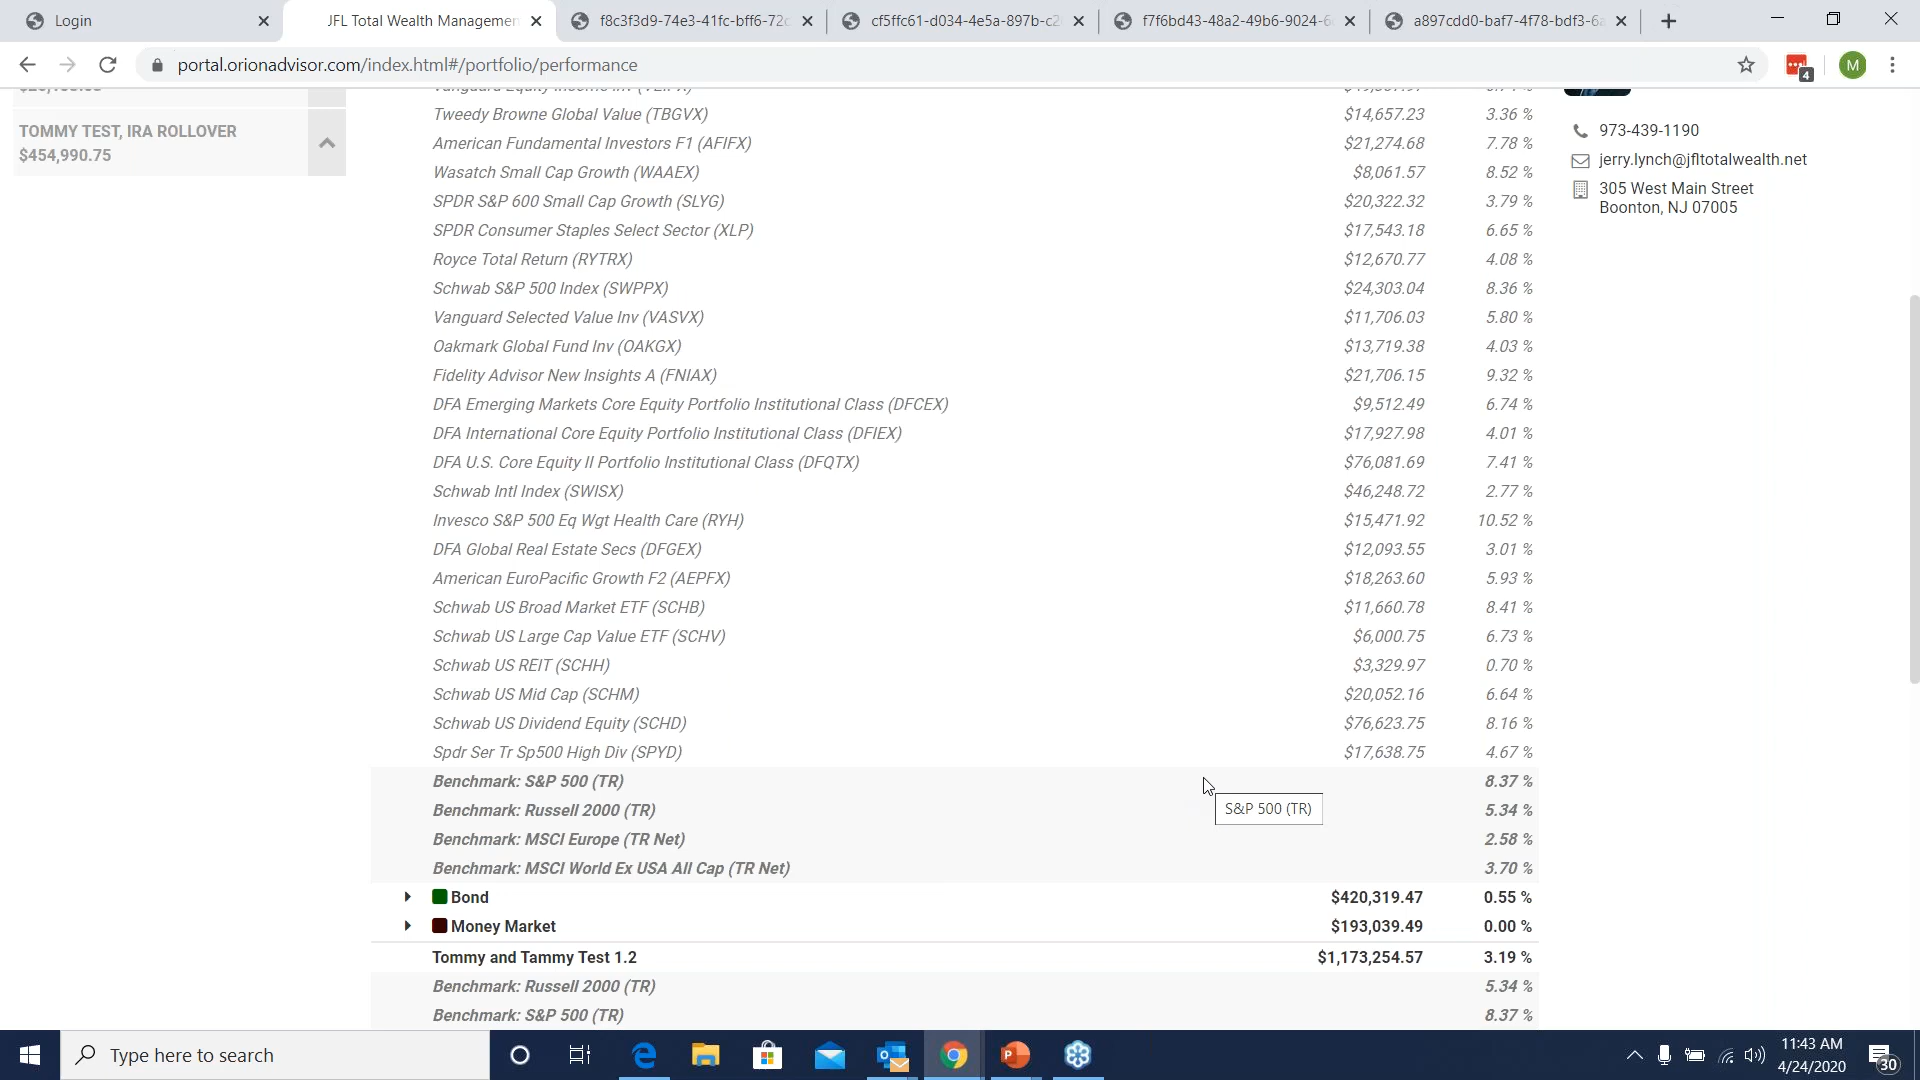 Login
JFL Total Wealth Managemen
f8c3f3d9-74e3-41fc-bff6-72
cf5ffc61-d034-4e5a-897b-c2
f7f6bd43-48a2-49b6-9024-6
a897cdd0-baf7-4f78-bdf3-6
portal.orionadvisor.com/index.html#/portfolio/performance
4
M
TOMMY TEST, IRA ROLLOVER
$454,990.75
Tweedy Browne Global Value (TBGVX) $14,657.23 3.36 %
American Fundamental Investors F1 (AFIFX) $21,274.68 7.78 %
Wasatch Small Cap Growth (WAAEX) $8,061.57 8.52 %
SPDR S&P 600 Small Cap Growth (SLYG) $20,322.32 3.79 %
SPDR Consumer Staples Select Sector (XLP) $17,543.18 6.65 %
Royce Total Return (RYTRX) $12,670.77 4.08 %
Schwab S&P 500 Index (SWPPX) $24,303.04 8.36 %
Vanguard Selected Value Inv (VASVX) $11,706.03 5.80 %
Oakmark Global Fund Inv (OAKGX) $13,719.38 4.03 %
Fidelity Advisor New Insights A (FNIAX) $21,706.15 9.32 %
DFA Emerging Markets Core Equity Portfolio Institutional Class (DFCEX) $9,512.49 6.74 %
DFA International Core Equity Portfolio Institutional Class (DFIEX) $17,927.98 4.01 %
DFA U.S. Core Equity II Portfolio Institutional Class (DFQTX) $76,081.69 7.41 %
Schwab Intl Index (SWISX) $46,248.72 2.77 %
Invesco S&P 500 Eq Wgt Health Care (RYH) $15,471.92 10.52 %
DFA Global Real Estate Secs (DFGEX) $12,093.55 3.01 %
American EuroPacific Growth F2 (AEPFX) $18,263.60 5.93 %
Schwab US Broad Market ETF (SCHB) $11,660.78 8.41 %
Schwab US Large Cap Value ETF (SCHV) $6,000.75 6.73 %
Schwab US REIT (SCHH) $3,329.97 0.70 %
Schwab US Mid Cap (SCHM) $20,052.16 6.64 %
Schwab US Dividend Equity (SCHD) $76,623.75 8.16 %
Spdr Ser Tr Sp500 High Div (SPYD) $17,638.75 4.67 %
Benchmark: S&P 500 (TR) 8.37 %
S&P 500 (TR)
Benchmark: Russell 2000 (TR) 5.34 %
Benchmark: MSCI Europe (TR Net) 2.58 %
Benchmark: MSCI World Ex USA All Cap (TR Net) 3.70 %
Bond $420,319.47 0.55 %
Money Market $193,039.49 0.00 %
Tommy and Tammy Test 1.2 $1,173,254.57 3.19 %
Benchmark: Russell 2000 (TR) 5.34 %
Benchmark: S&P 500 (TR) 8.37 %
973-439-1190
jerry.lynch@jfltotalwealth.net
305 West Main Street
Boonton, NJ 07005
Type here to search
11:43 AM
4/24/2020
30